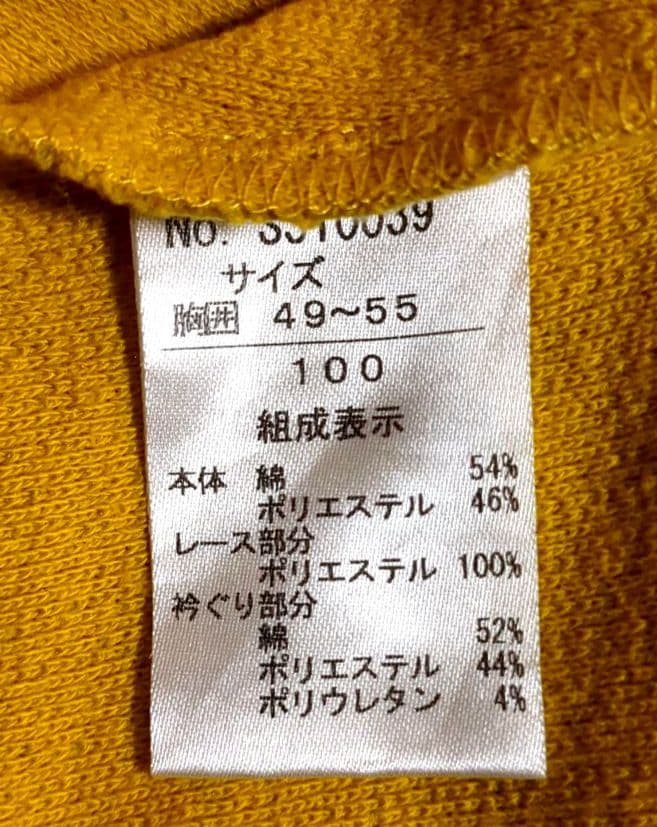 No.
サイズ
胸囲 49～55
100
組成表示
本体 綿 54%
ポリエステル 46%
レース部分
ポリエステル 100%
衿ぐり部分
綿 52%
ポリエステル 44%
ポリウレタン 4%